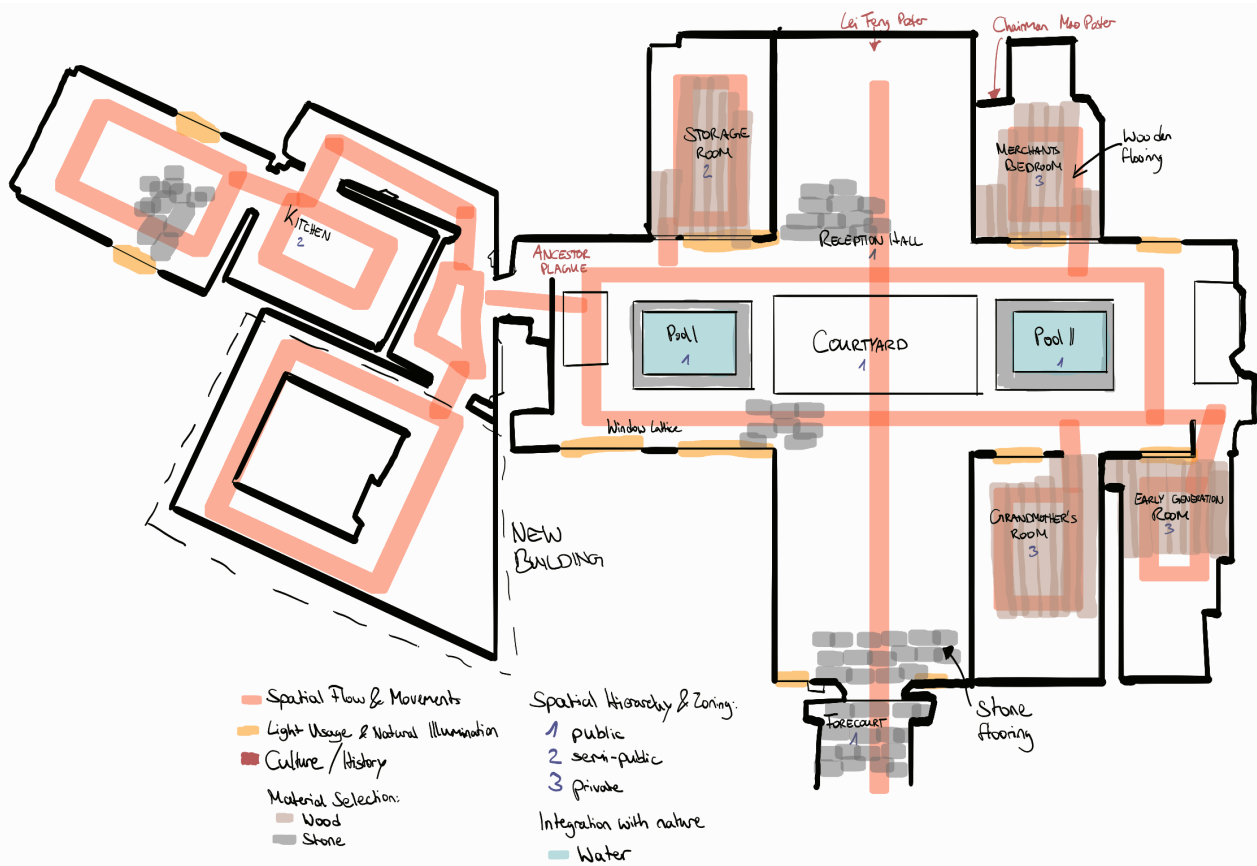 Lei Feng Poster
Chairman Mao Poster
STORAGE
ROOM
2
MERCHANTS
BEDROOM
3
Wooden
flooring
KITCHEN
2
RECEPTION HALL
1
ANCESTOR
PLAGUE
Pool I
1
COURTYARD
1
Pool II
1
Window Lattice
GRANDMOTHER'S
ROOM
3
EARLY GENERATION
ROOM
3
NEW
BUILDING
Stone
flooring
FORECOURT
1
Spatial Flow & Movements
Light Usage & Natural Illumination
Culture / History
Material Selection:
Wood
Stone
Spatial Hierarchy & Zoning:
1 public
2 semi-public
3 private
Integration with nature
Water